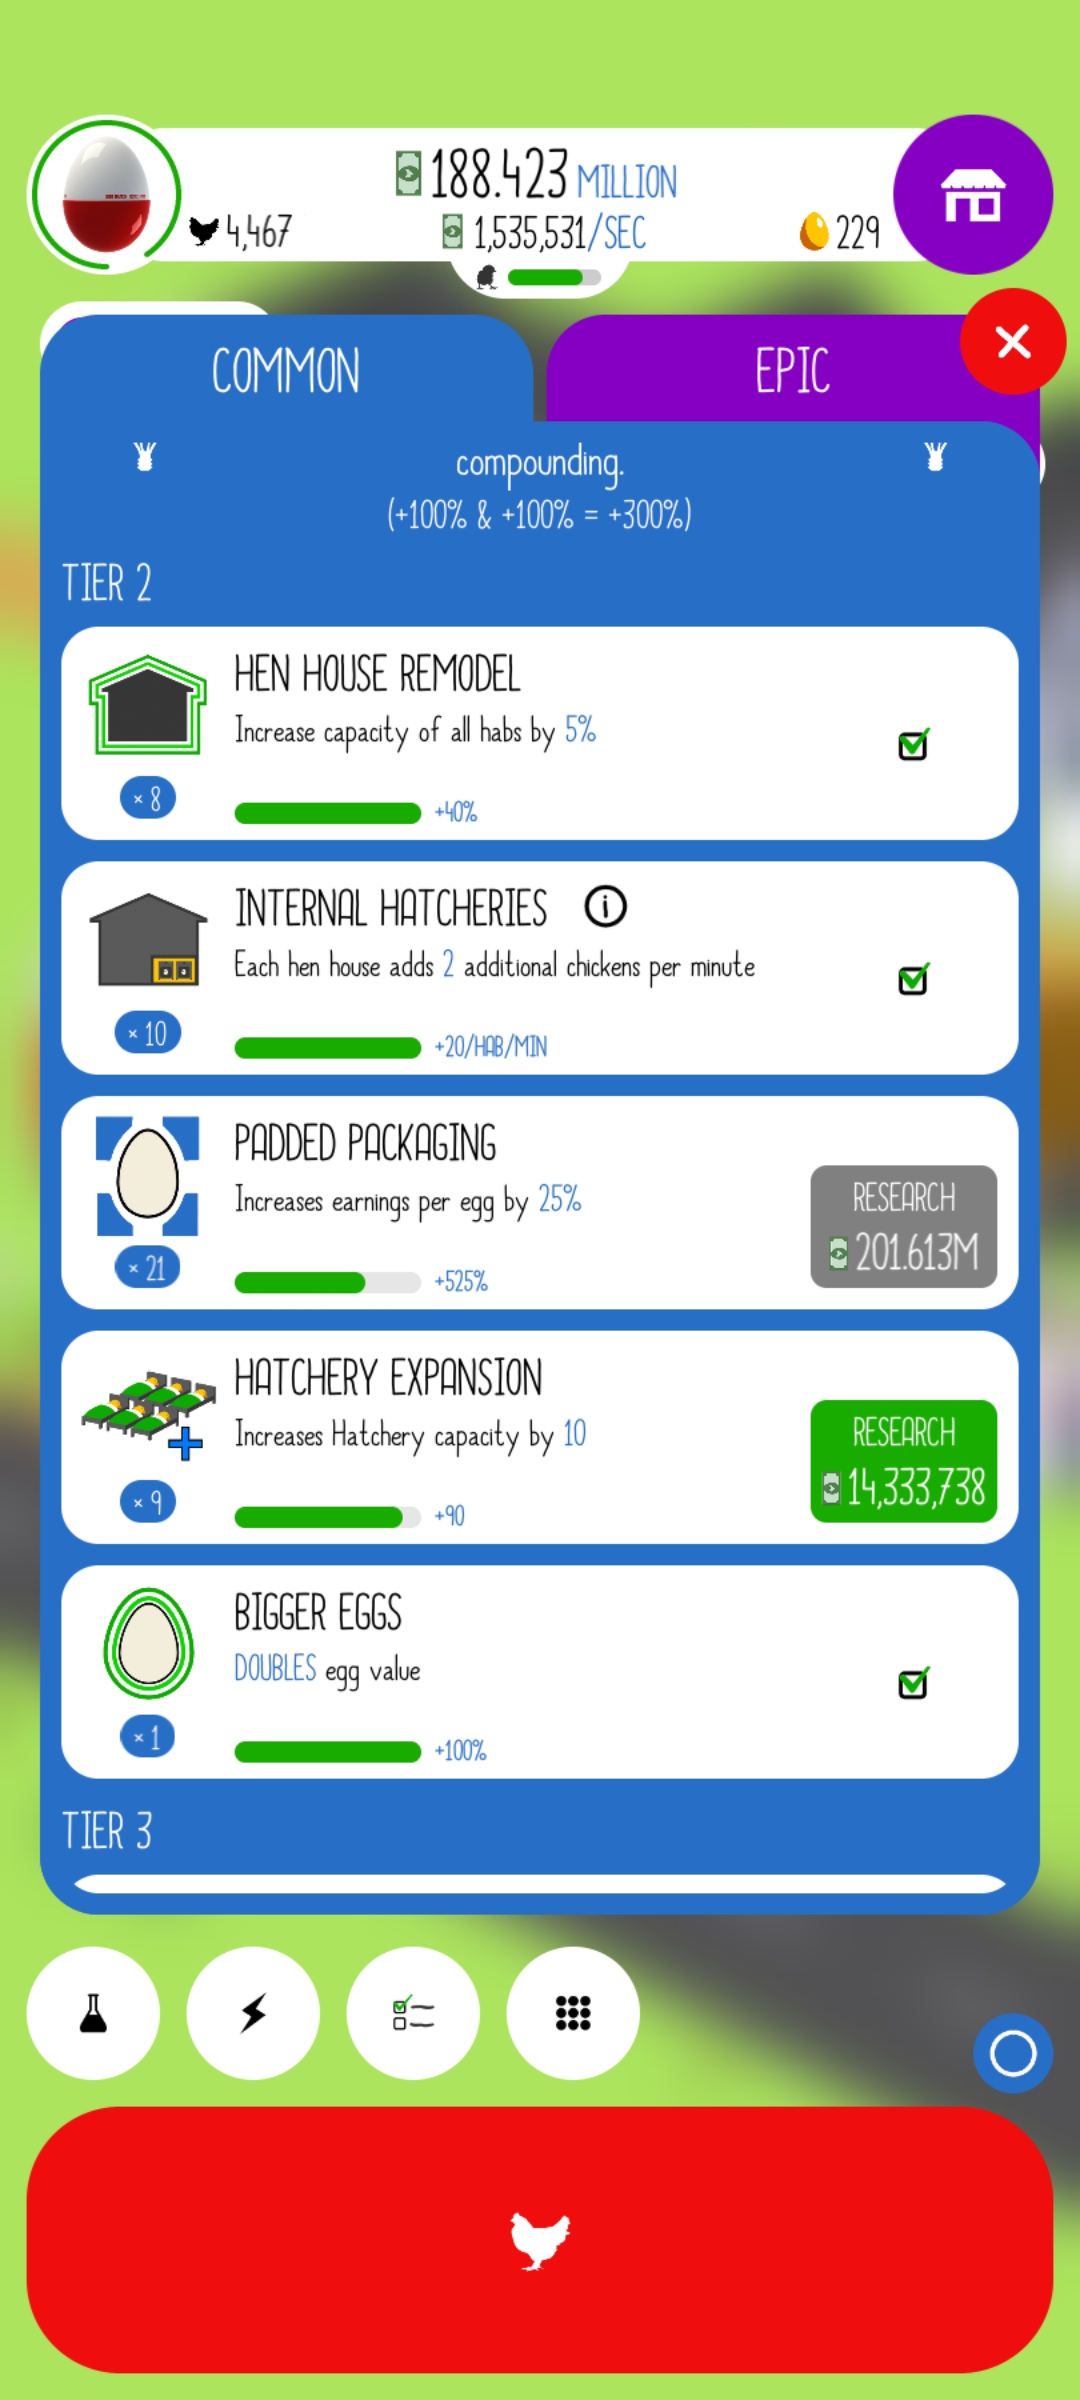 188.423 MILLION
4,467
1,535,531/SEC
229
COMMON
EPIC
compounding.
(+100% & +100% = +300%)
TIER 2
HEN HOUSE REMODEL
Increase capacity of all habs by 5%
× 8
+40%
INTERNAL HATCHERIES
Each hen house adds 2 additional chickens per minute
× 10
+20/HAB/MIN
PADDED PACKAGING
Increases earnings per egg by 25%
RESEARCH
201.613M
× 21
+525%
HATCHERY EXPANSION
Increases Hatchery capacity by 10
RESEARCH
14,333,738
× 9
+90
BIGGER EGGS
DOUBLES egg value
× 1
+100%
TIER 3